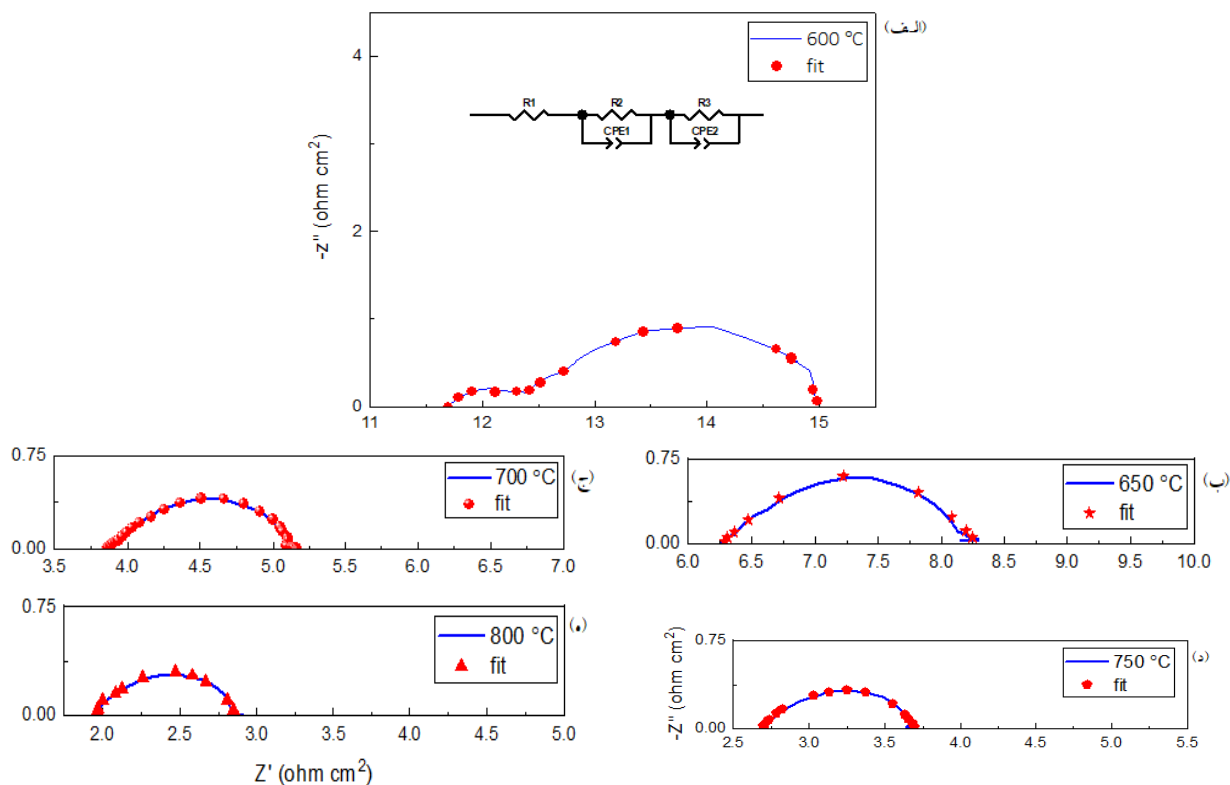 (الف)
600 °C
fit
R1 R2 R3
CPE1 CPE2
-z'' (ohm cm2)
4
2
0
11 12 13 14 15
(ج)
700 °C
fit
0.75
0.00
3.5 4.0 4.5 5.0 5.5 6.0 6.5 7.0
(ب)
650 °C
fit
0.75
0.00
6.0 6.5 7.0 7.5 8.0 8.5 9.0 9.5 10.0
(ه)
800 °C
fit
0.75
0.00
2.0 2.5 3.0 3.5 4.0 4.5 5.0
Z' (ohm cm2)
(د)
750 °C
fit
0.75
0.00
-Z'' (ohm cm2)
2.5 3.0 3.5 4.0 4.5 5.0 5.5